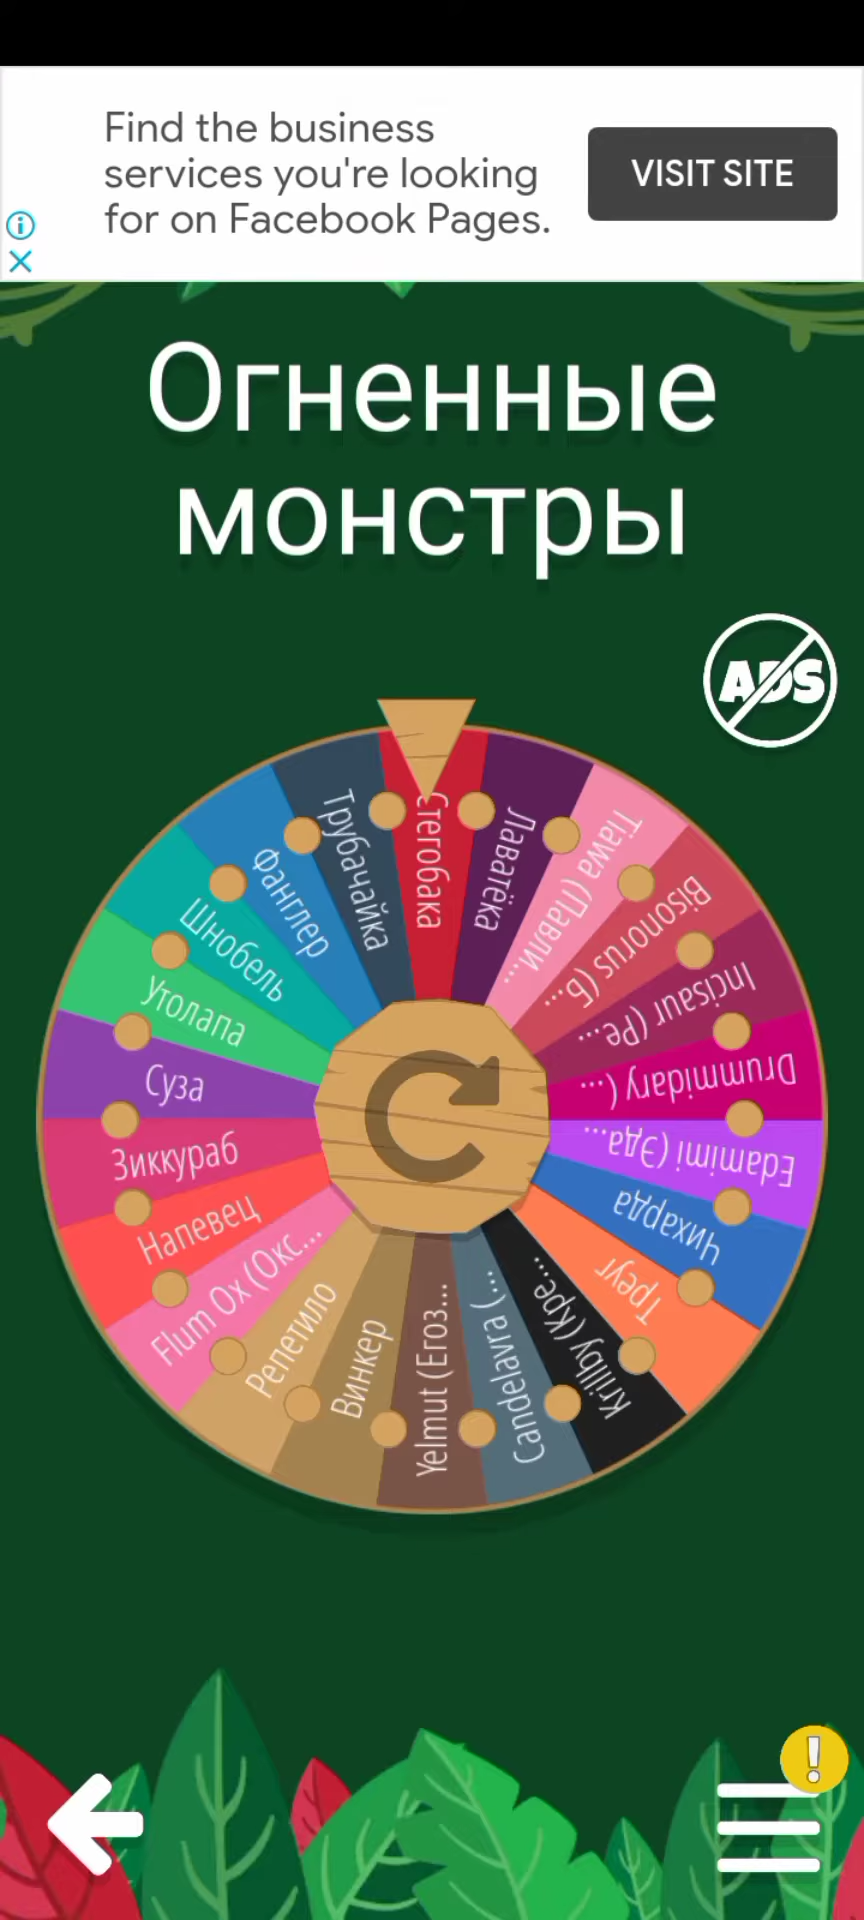 Find the business
services you're looking
for on Facebook Pages.
VISIT SITE
Огненные
монстры
ADS
Стегобака
Лаватёка
Tiawa (Павли...
Bisonorus (Б...
Incisaur (Ре...
Drummidary (...
Edamimi (Эда...
Чихарда
Треуг
Krillby (Кре...
Candelavra (...
Yelmut (Егоз...
Винкер
Репетило
Flum Ox (Окс...
Напевец
Зиккураб
Суза
Утолапа
Шнобель
Фанглер
Трубачайка
!